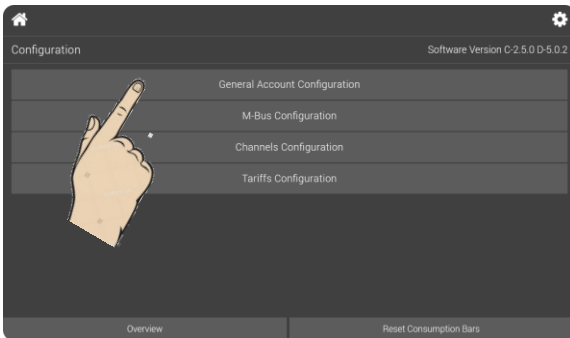 Configuration
Software Version C-2.5.0 D-5.0.2
General Account Configuration
M-Bus Configuration
Channels Configuration
Tariffs Configuration
Overview
Reset Consumption Bars